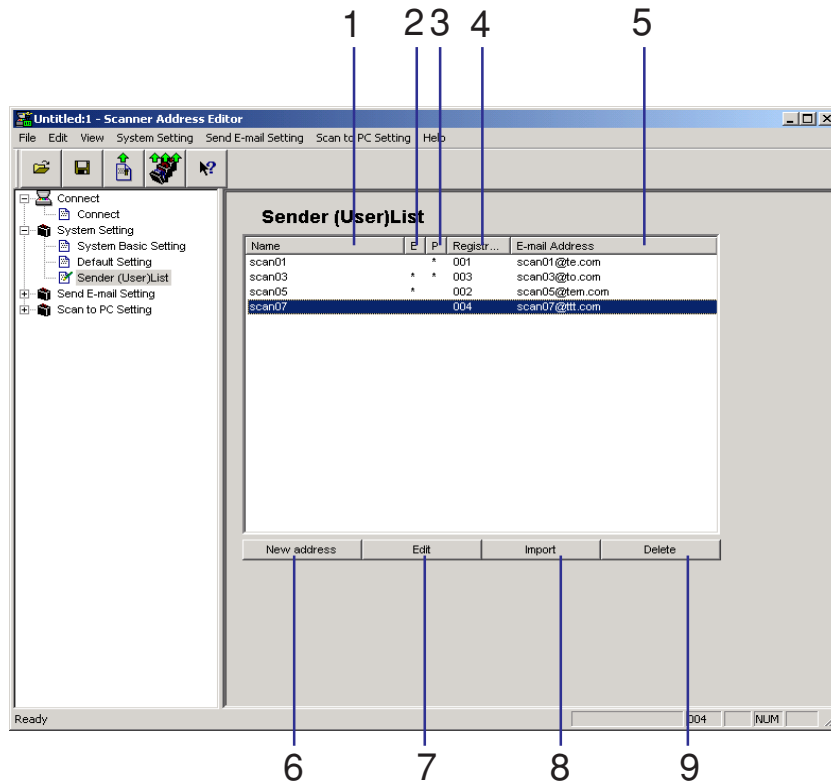 1 2 3 4 5
Untitled:1 - Scanner Address Editor
File Edit View System Setting Send E-mail Setting Scan to PC Setting Help
Connect
Connect
System Setting
System Basic Setting
Default Setting
Sender (User)List
Send E-mail Setting
Scan to PC Setting
Sender (User)List
Name E P Registr... E-mail Address
scan01 * 001 scan01@te.com
scan03 * * 003 scan03@to.com
scan05 * 002 scan05@tem.com
scan07 004 scan07@ttt.com
New address Edit Import Delete
Ready 004 NUM
6 7 8 9